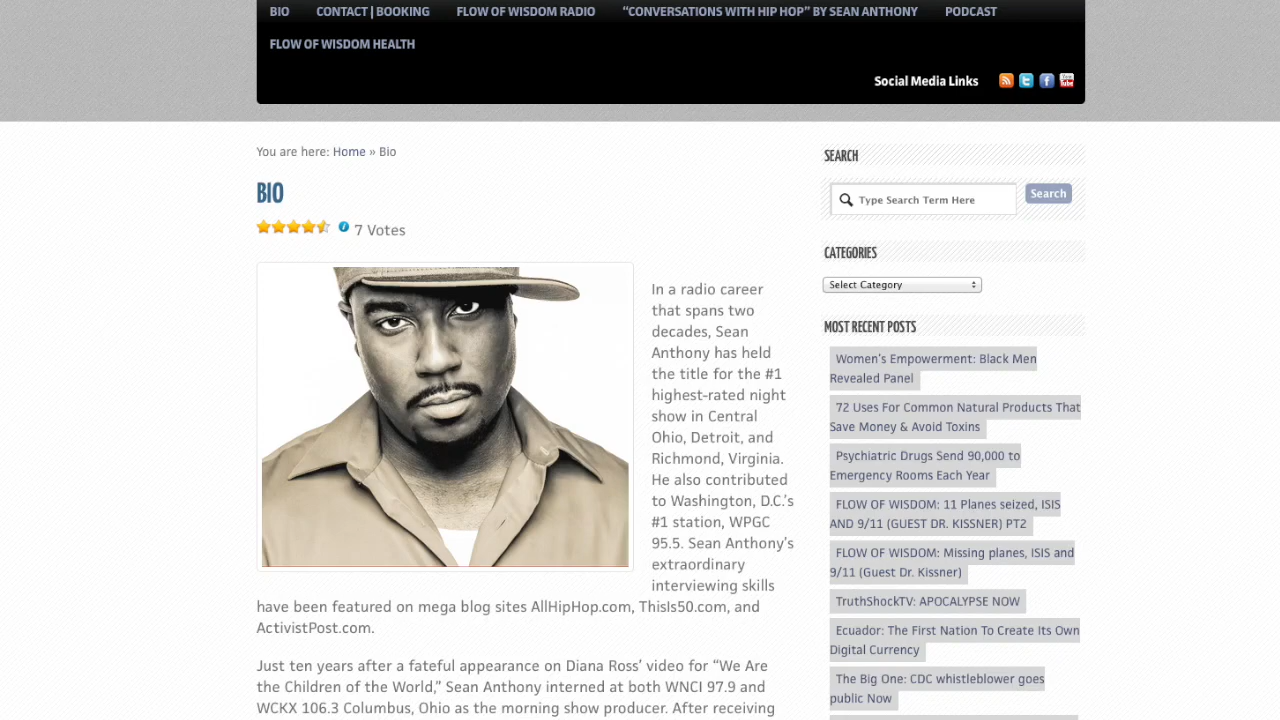 BIO CONTACT | BOOKING FLOW OF WISDOM RADIO “CONVERSATIONS WITH HIP HOP” BY SEAN ANTHONY PODCAST
FLOW OF WISDOM HEALTH
Social Media Links
You are here: Home » Bio
BIO
7 Votes
In a radio career
that spans two
decades, Sean
Anthony has held
the title for the #1
highest-rated night
show in Central
Ohio, Detroit, and
Richmond, Virginia.
He also contributed
to Washington, D.C.’s
#1 station, WPGC
95.5. Sean Anthony’s
extraordinary
interviewing skills
have been featured on mega blog sites AllHipHop.com, ThisIs50.com, and
ActivistPost.com.
Just ten years after a fateful appearance on Diana Ross’ video for “We Are
the Children of the World,” Sean Anthony interned at both WNCI 97.9 and
WCKX 106.3 Columbus, Ohio as the morning show producer. After receiving
SEARCH
Type Search Term Here
Search
CATEGORIES
Select Category
MOST RECENT POSTS
Women’s Empowerment: Black Men
Revealed Panel
72 Uses For Common Natural Products That
Save Money & Avoid Toxins
Psychiatric Drugs Send 90,000 to
Emergency Rooms Each Year
FLOW OF WISDOM: 11 Planes seized, ISIS
AND 9/11 (GUEST DR. KISSNER) PT2
FLOW OF WISDOM: Missing planes, ISIS and
9/11 (Guest Dr. Kissner)
TruthShockTV: APOCALYPSE NOW
Ecuador: The First Nation To Create Its Own
Digital Currency
The Big One: CDC whistleblower goes
public Now